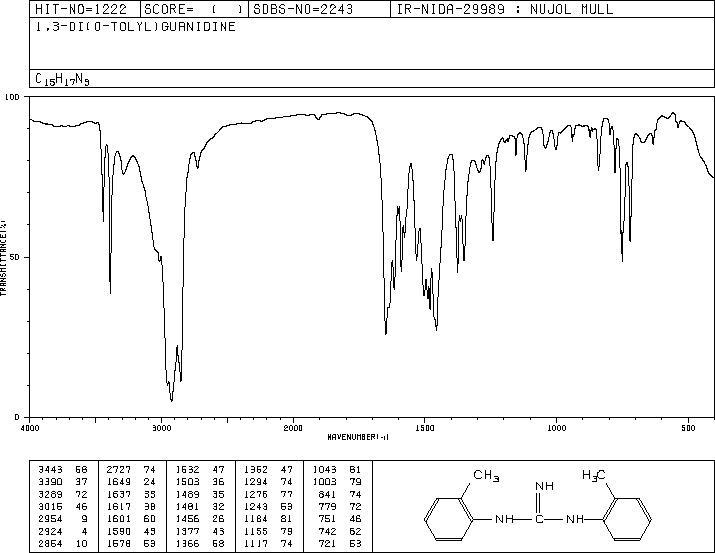 HIT-NO=1222 SCORE= ( ) SDBS-NO=2243 IR-NIDA-29989 : NUJOL MULL
1,3-DI(O-TOLYL)GUANIDINE
C15H17N3
100
TRANSMITTANCE(%)
50
0
4000 3000 2000 1500 1000 500
WAVENUMBER(-1)
3443 58 2727 74 1532 47 1352 47 1043 81
3390 37 1649 24 1503 36 1294 74 1003 79
3289 72 1637 35 1489 35 1276 77 841 74
3015 46 1617 38 1481 32 1243 53 779 72
2954 9 1601 60 1456 26 1184 81 751 46
2924 4 1590 43 1377 43 1155 79 742 52
2854 10 1578 53 1366 58 1117 74 721 53
CH3 H3C
NH
NH C NH